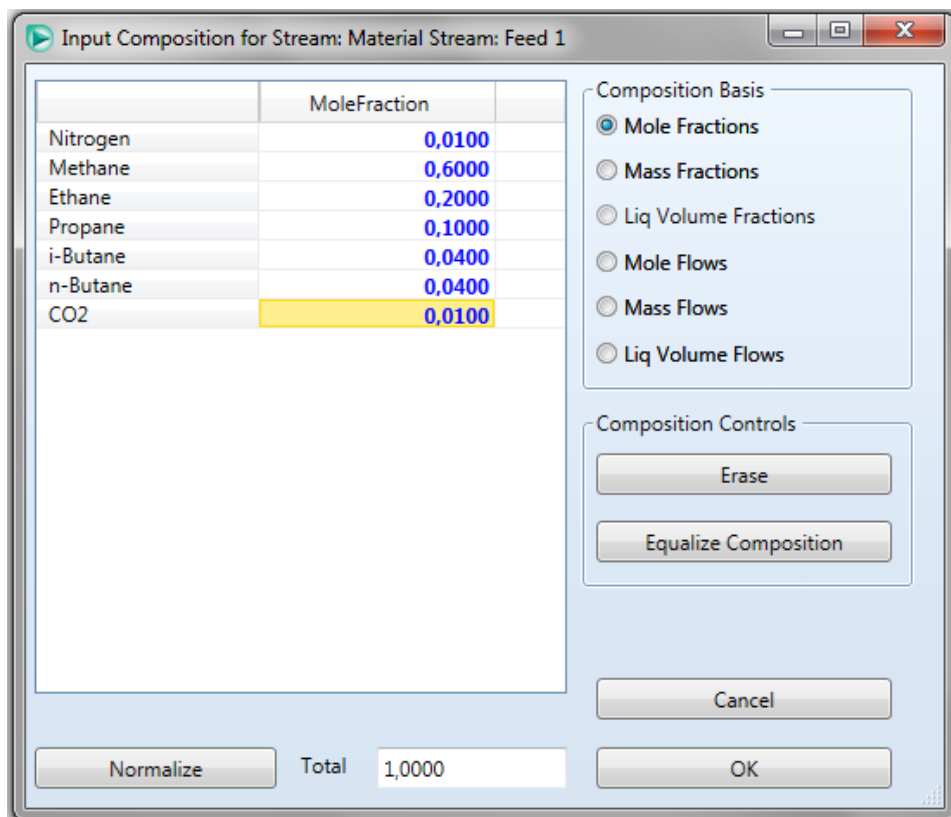 Input Composition for Stream: Material Stream: Feed 1
MoleFraction
Nitrogen 0,0100
Methane 0,6000
Ethane 0,2000
Propane 0,1000
i-Butane 0,0400
n-Butane 0,0400
CO2 0,0100
Composition Basis
Mole Fractions
Mass Fractions
Liq Volume Fractions
Mole Flows
Mass Flows
Liq Volume Flows
Composition Controls
Erase
Equalize Composition
Cancel
Normalize Total 1,0000 OK